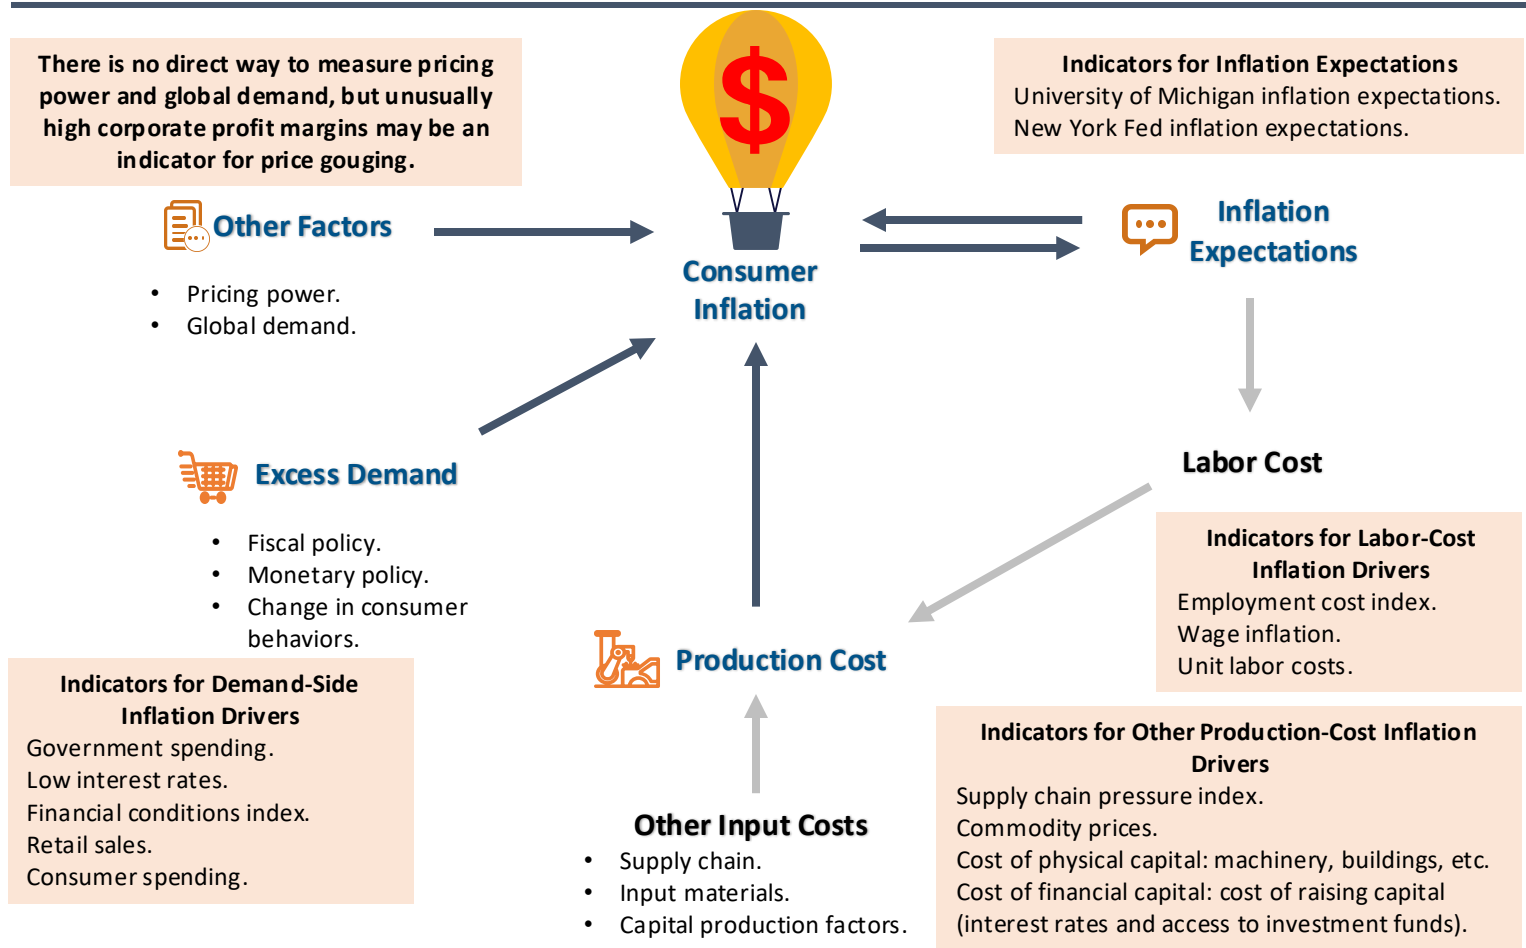 There is no direct way to measure pricing
power and global demand, but unusually
high corporate profit margins may be an
indicator for price gouging.
$
Indicators for Inflation Expectations
University of Michigan inflation expectations.
New York Fed inflation expectations.
Other Factors
• Pricing power.
• Global demand.
Consumer
Inflation
Inflation
Expectations
Excess Demand
• Fiscal policy.
• Monetary policy.
• Change in consumer
behaviors.
Labor Cost
Indicators for Labor-Cost
Inflation Drivers
Employment cost index.
Wage inflation.
Unit labor costs.
Production Cost
Indicators for Demand-Side
Inflation Drivers
Government spending.
Low interest rates.
Financial conditions index.
Retail sales.
Consumer spending.
Other Input Costs
• Supply chain.
• Input materials.
• Capital production factors.
Indicators for Other Production-Cost Inflation
Drivers
Supply chain pressure index.
Commodity prices.
Cost of physical capital: machinery, buildings, etc.
Cost of financial capital: cost of raising capital
(interest rates and access to investment funds).